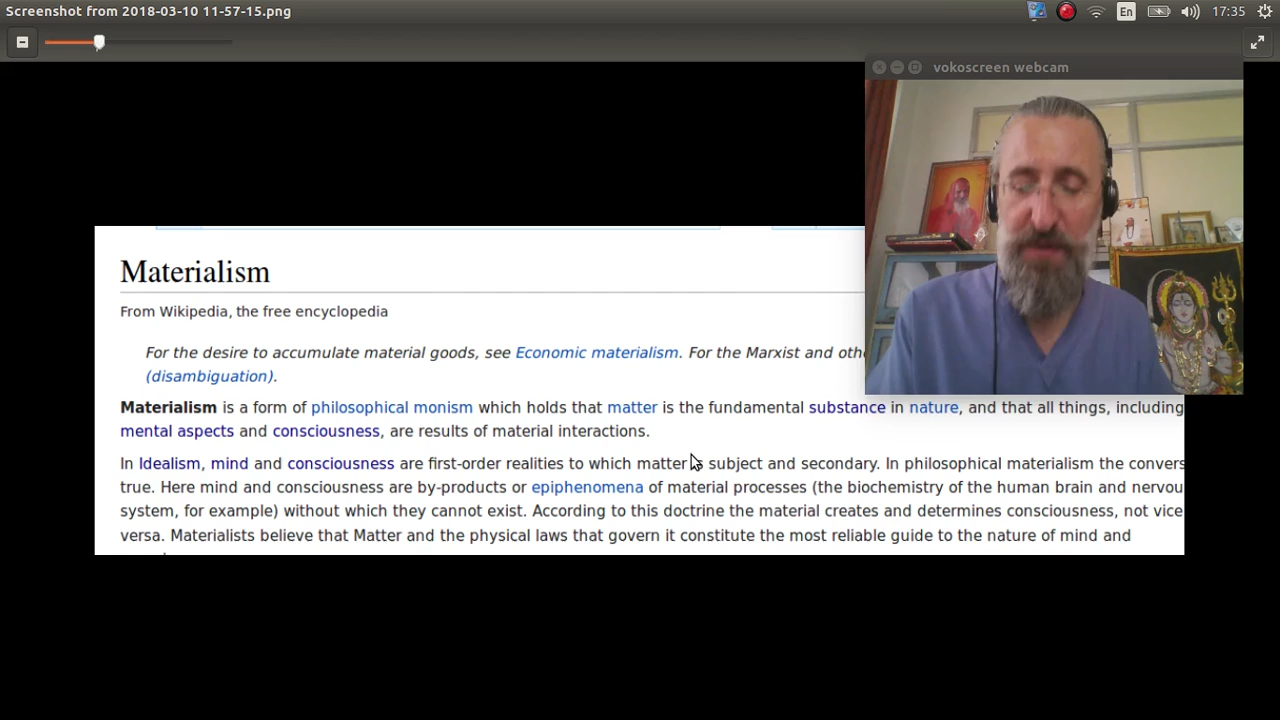 Screenshot from 2018-03-10 11-57-15.png
En
17:35
vokoscreen webcam
Materialism
From Wikipedia, the free encyclopedia
For the desire to accumulate material goods, see Economic materialism. For the Marxist and
(disambiguation).
Materialism is a form of philosophical monism which holds that matter is the fundamental substance in nature, and that all things, including
mental aspects and consciousness, are results of material interactions.
In Idealism, mind and consciousness are first-order realities to which matter is subject and secondary. In philosophical materialism the convers
true. Here mind and consciousness are by-products or epiphenomena of material processes (the biochemistry of the human brain and nervou
system, for example) without which they cannot exist. According to this doctrine the material creates and determines consciousness, not vice
versa. Materialists believe that Matter and the physical laws that govern it constitute the most reliable guide to the nature of mind and